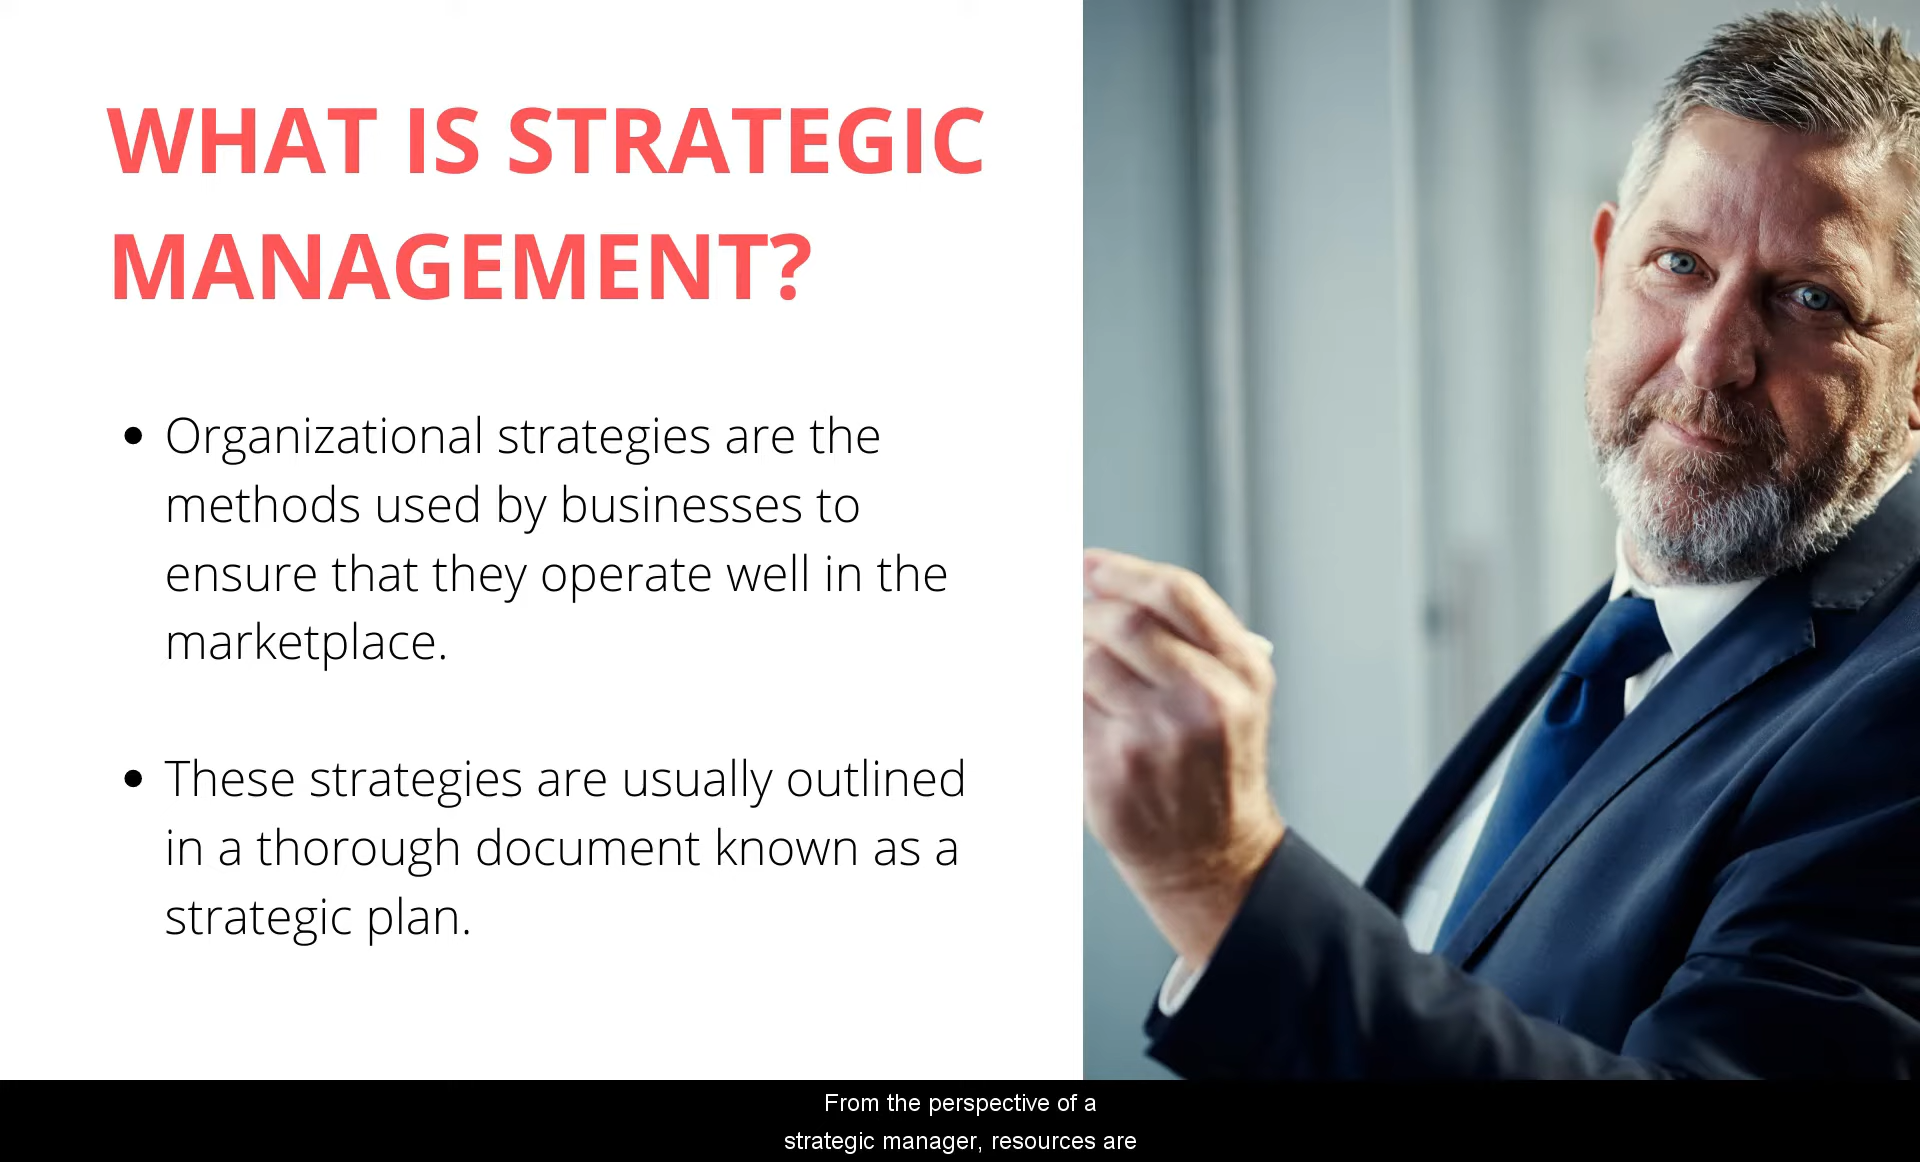 WHAT IS STRATEGIC
MANAGEMENT?
• Organizational strategies are the
methods used by businesses to
ensure that they operate well in the
marketplace.
• These strategies are usually outlined
in a thorough document known as a
strategic plan.
From the perspective of a
strategic manager, resources are